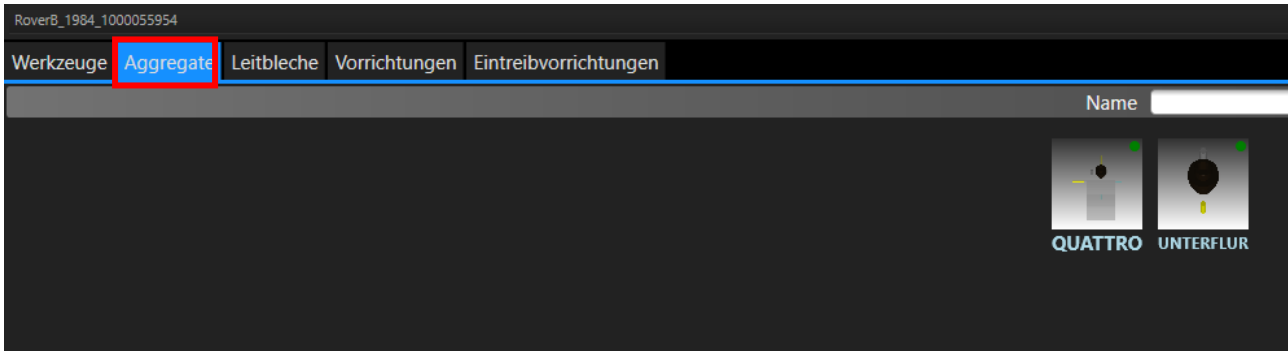 RoverB_1984_1000055954
Werkzeuge Aggregate Leitbleche Vorrichtungen Eintreibvorrichtungen
Name
QUATTRO UNTERFLUR